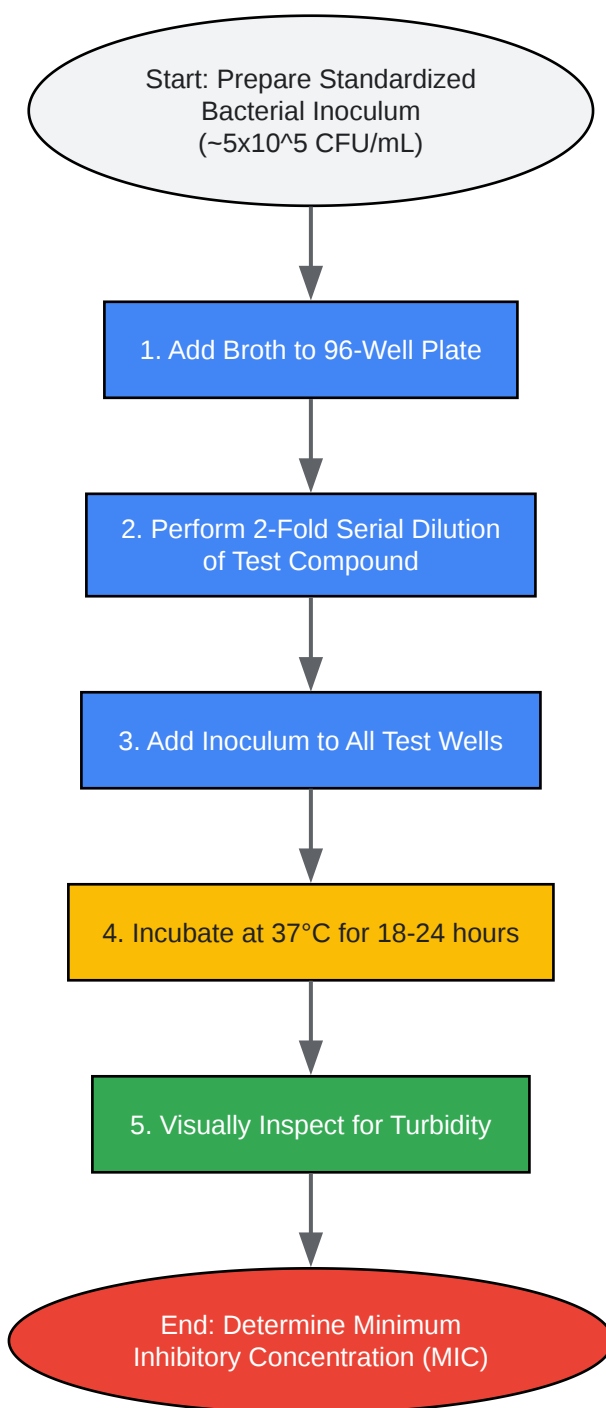 Start: Prepare Standardized
Bacterial Inoculum
(~5x10^5 CFU/mL)
1. Add Broth to 96-Well Plate
2. Perform 2-Fold Serial Dilution
of Test Compound
3. Add Inoculum to All Test Wells
4. Incubate at 37°C for 18-24 hours
5. Visually Inspect for Turbidity
End: Determine Minimum
Inhibitory Concentration (MIC)